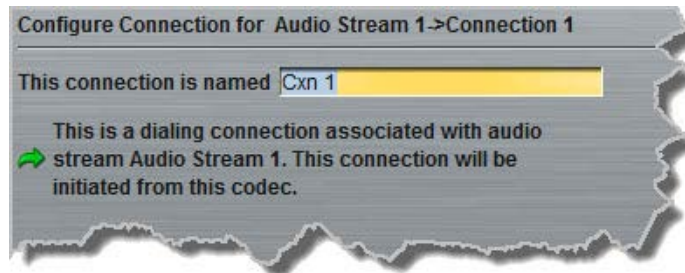 Configure Connection for Audio Stream 1->Connection 1
This connection is named Cxn 1
This is a dialing connection associated with audio
stream Audio Stream 1. This connection will be
initiated from this codec.